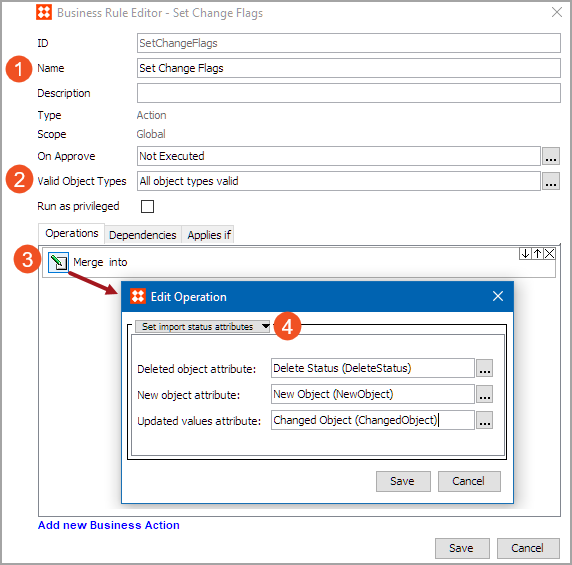 Business Rule Editor - Set Change Flags
ID SetChangeFlags
1 Name Set Change Flags
Description
Type Action
Scope Global
On Approve Not Executed ...
2 Valid Object Types All object types valid ...
Run as privileged
Operations Dependencies Applies if
3 Merge into
Edit Operation
Set import status attributes 4
Deleted object attribute: Delete Status (DeleteStatus) ...
New object attribute: New Object (NewObject) ...
Updated values attribute: Changed Object (ChangedObject) ...
Save Cancel
Add new Business Action
Save Cancel